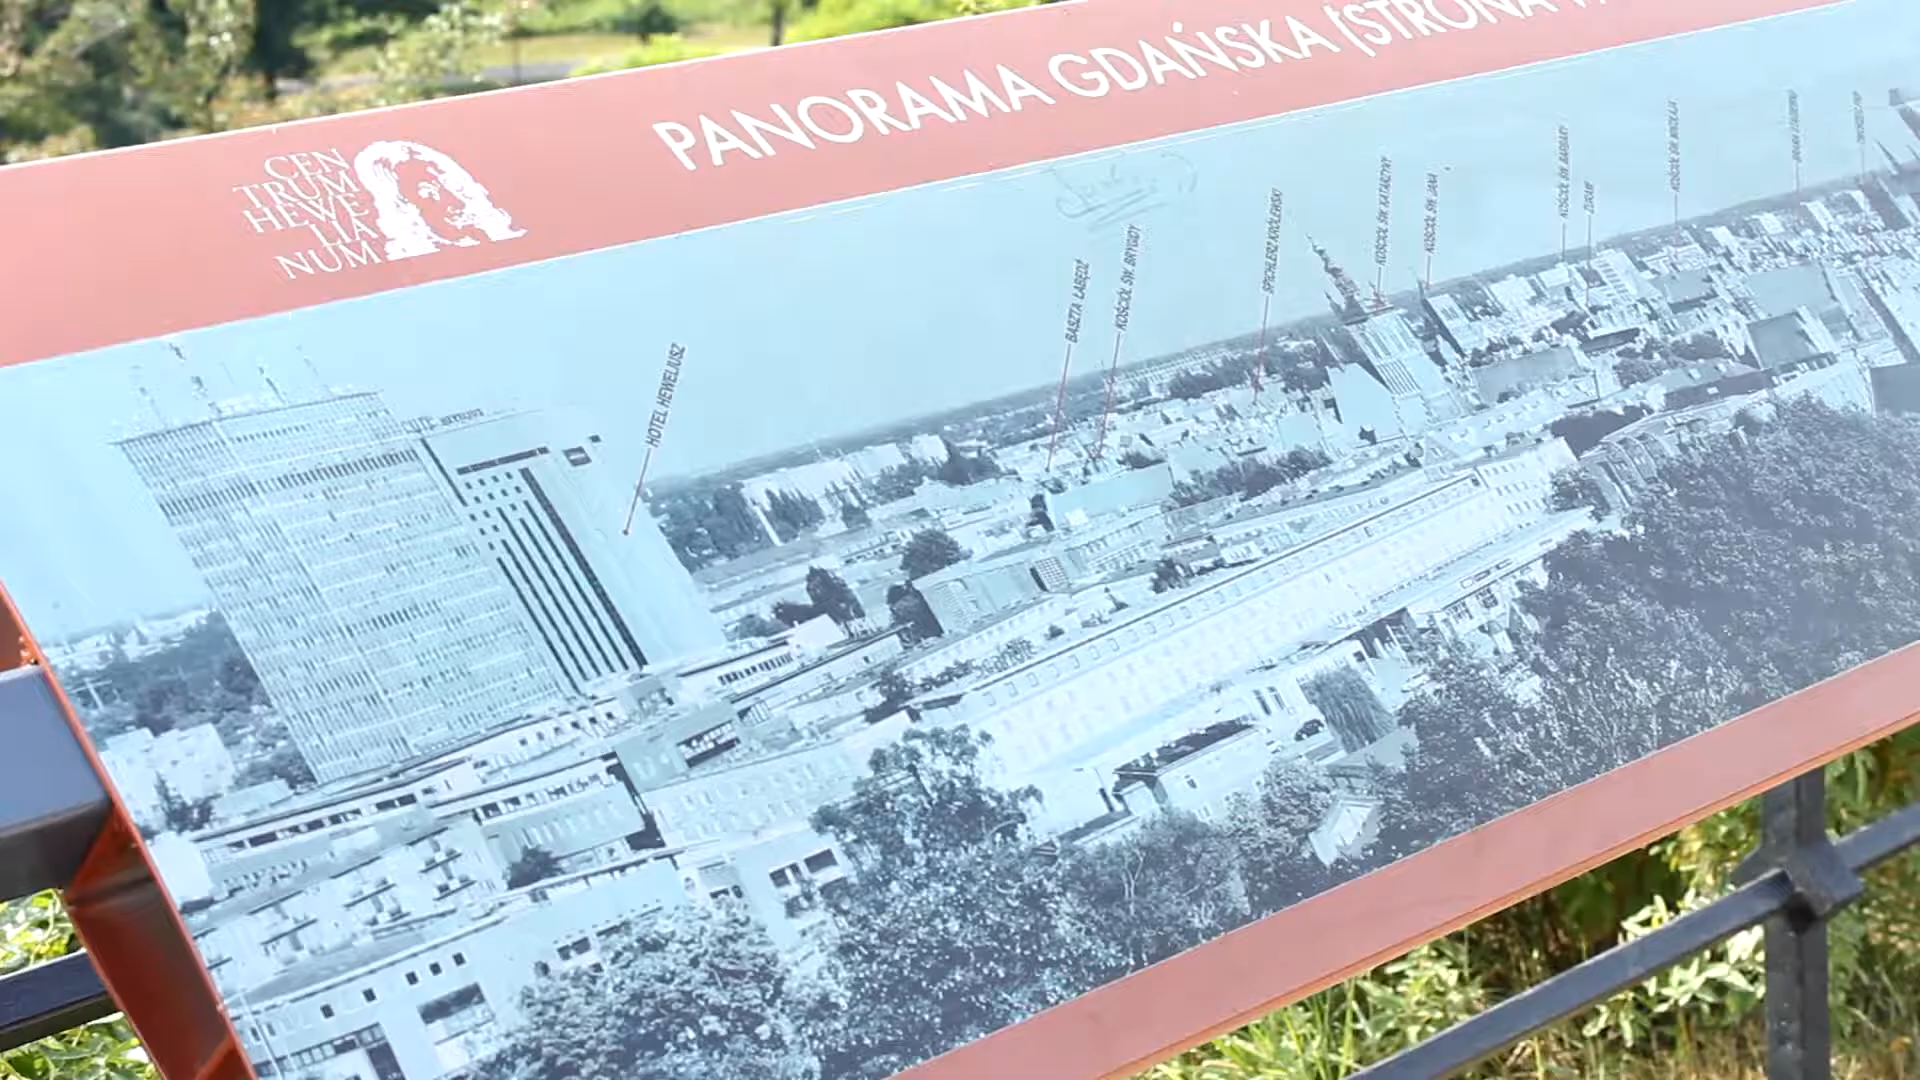 PANORAMA GDAŃSKA (STRONA
CEN
TRUM
HEWE
LIA
NUM
HOTEL HEWELIUSZ
BASZTA ŁABĘDŹ
KOŚCIÓŁ ŚW. BRYGIDY
SPICHLERZ KRÓLEWSKI
KOŚCIÓŁ ŚW. KATARZYNY
KOŚCIÓŁ ŚW. JANA
KOŚCIÓŁ ŚW. BARBARY
ŻURAW
KOŚCIÓŁ ŚW. MIKOŁAJA